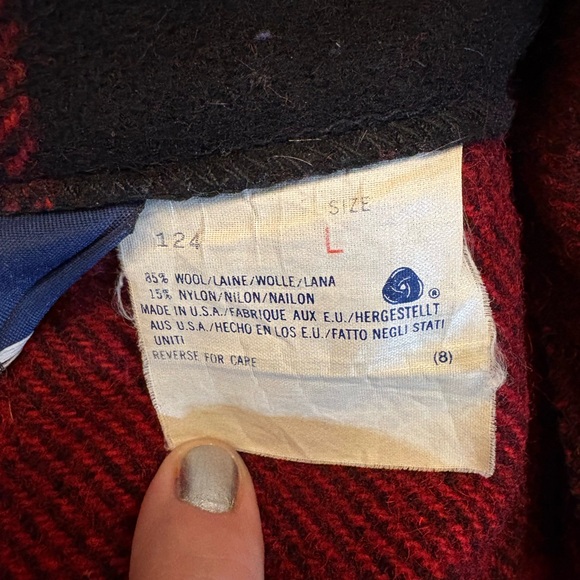 SIZE
124 L
85% WOOL/LAINE/WOLLE/LANA
15% NYLON/NILON/NAILON
MADE IN U.S.A./FABRIQUE AUX E.U./HERGESTELLT
AUS U.S.A./HECHO EN LOS E.U./FATTO NEGLI STATI
UNITI
REVERSE FOR CARE (8)
®